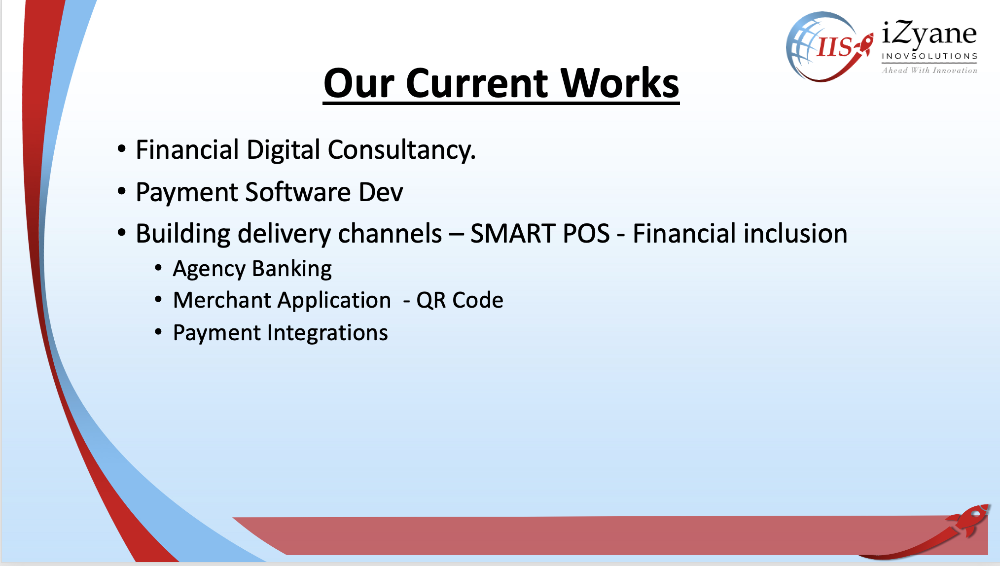 IIS
iZyane
INOVSOLUTIONS
Ahead With Innovation
Our Current Works
• Financial Digital Consultancy.
• Payment Software Dev
• Building delivery channels – SMART POS - Financial inclusion
• Agency Banking
• Merchant Application  - QR Code
• Payment Integrations